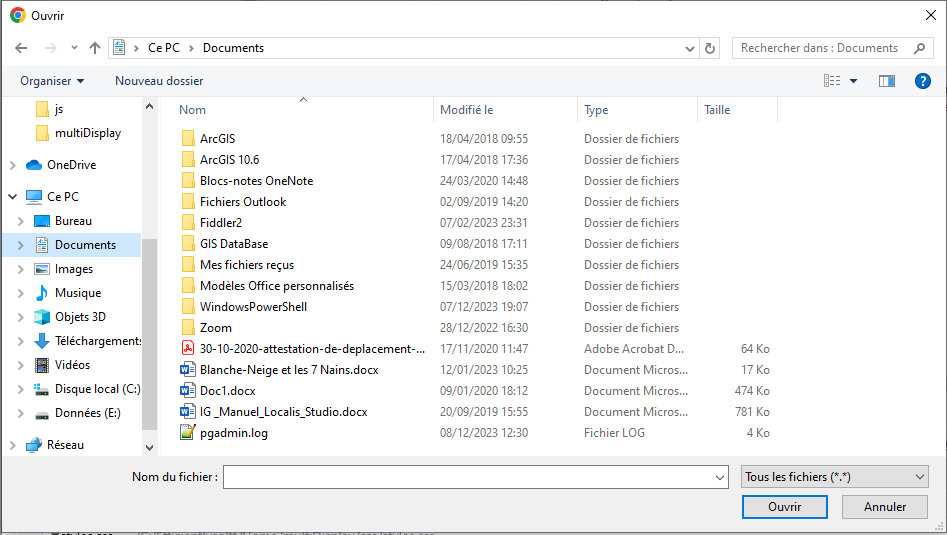 Ouvrir
Ce PC Documents
Rechercher dans : Documents
Organiser Nouveau dossier
js
multiDisplay
OneDrive
Ce PC
Bureau
Documents
Images
Musique
Objets 3D
Téléchargements
Vidéos
Disque local (C:)
Données (E:)
Réseau
Nom Modifié le Type Taille
ArcGIS 18/04/2018 09:55 Dossier de fichiers
ArcGIS 10.6 17/04/2018 17:36 Dossier de fichiers
Blocs-notes OneNote 24/03/2020 14:48 Dossier de fichiers
Fichiers Outlook 02/09/2019 14:20 Dossier de fichiers
Fiddler2 07/02/2023 23:31 Dossier de fichiers
GIS DataBase 09/08/2018 17:11 Dossier de fichiers
Mes fichiers reçus 24/06/2019 15:35 Dossier de fichiers
Modèles Office personnalisés 15/03/2018 18:02 Dossier de fichiers
WindowsPowerShell 07/12/2023 19:07 Dossier de fichiers
Zoom 28/12/2022 16:30 Dossier de fichiers
30-10-2020-attestation-de-deplacement-... 17/11/2020 11:47 Adobe Acrobat D... 64 Ko
Blanche-Neige et les 7 Nains.docx 12/01/2023 10:25 Document Micros... 17 Ko
Doc1.docx 09/01/2020 18:12 Document Micros... 474 Ko
IG _Manuel_Localis_Studio.docx 20/09/2019 15:55 Document Micros... 781 Ko
pgadmin.log 08/12/2023 12:30 Fichier LOG 4 Ko
Nom du fichier : Tous les fichiers (*.*)
Ouvrir Annuler